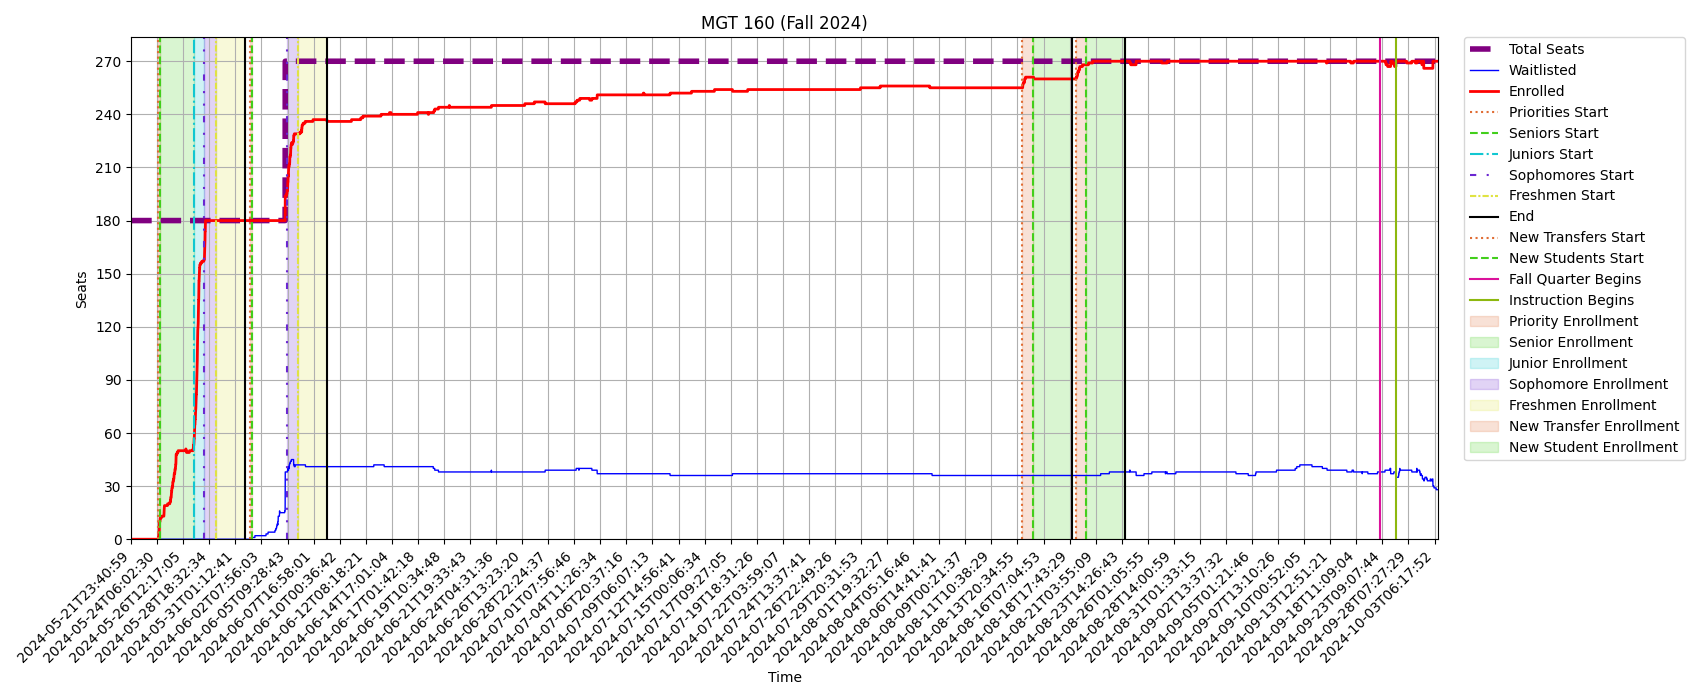 MGT 160 (Fall 2024)
270
240
210
180
150
120
90
60
30
0
Seats
2024-05-21T23:40:59
2024-05-24T06:02:30
2024-05-26T12:17:05
2024-05-28T18:32:34
2024-05-31T01:12:41
2024-06-02T07:56:03
2024-06-05T09:28:43
2024-06-07T16:58:01
2024-06-10T00:36:42
2024-06-12T08:18:21
2024-06-14T17:01:04
2024-06-17T01:42:18
2024-06-19T10:34:48
2024-06-21T19:33:43
2024-06-24T04:31:36
2024-06-26T13:23:20
2024-06-28T22:24:37
2024-07-01T07:56:46
2024-07-04T11:26:34
2024-07-06T20:37:16
2024-07-09T06:07:13
2024-07-12T14:56:41
2024-07-15T00:06:34
2024-07-17T09:27:05
2024-07-19T18:31:26
2024-07-22T03:59:07
2024-07-24T13:37:41
2024-07-26T22:49:26
2024-07-29T20:31:53
2024-08-01T19:32:27
2024-08-04T05:16:46
2024-08-06T14:41:41
2024-08-09T00:21:37
2024-08-11T10:38:29
2024-08-13T20:34:55
2024-08-16T07:04:53
2024-08-18T17:43:29
2024-08-21T03:55:09
2024-08-23T14:26:43
2024-08-26T01:05:55
2024-08-28T14:00:59
2024-08-31T01:33:15
2024-09-02T13:37:32
2024-09-05T01:21:46
2024-09-07T13:10:26
2024-09-10T00:52:05
2024-09-13T12:51:21
2024-09-18T11:09:04
2024-09-23T09:07:44
2024-09-28T07:27:29
2024-10-03T06:17:52
Time
Total Seats
Waitlisted
Enrolled
Priorities Start
Seniors Start
Juniors Start
Sophomores Start
Freshmen Start
End
New Transfers Start
New Students Start
Fall Quarter Begins
Instruction Begins
Priority Enrollment
Senior Enrollment
Junior Enrollment
Sophomore Enrollment
Freshmen Enrollment
New Transfer Enrollment
New Student Enrollment